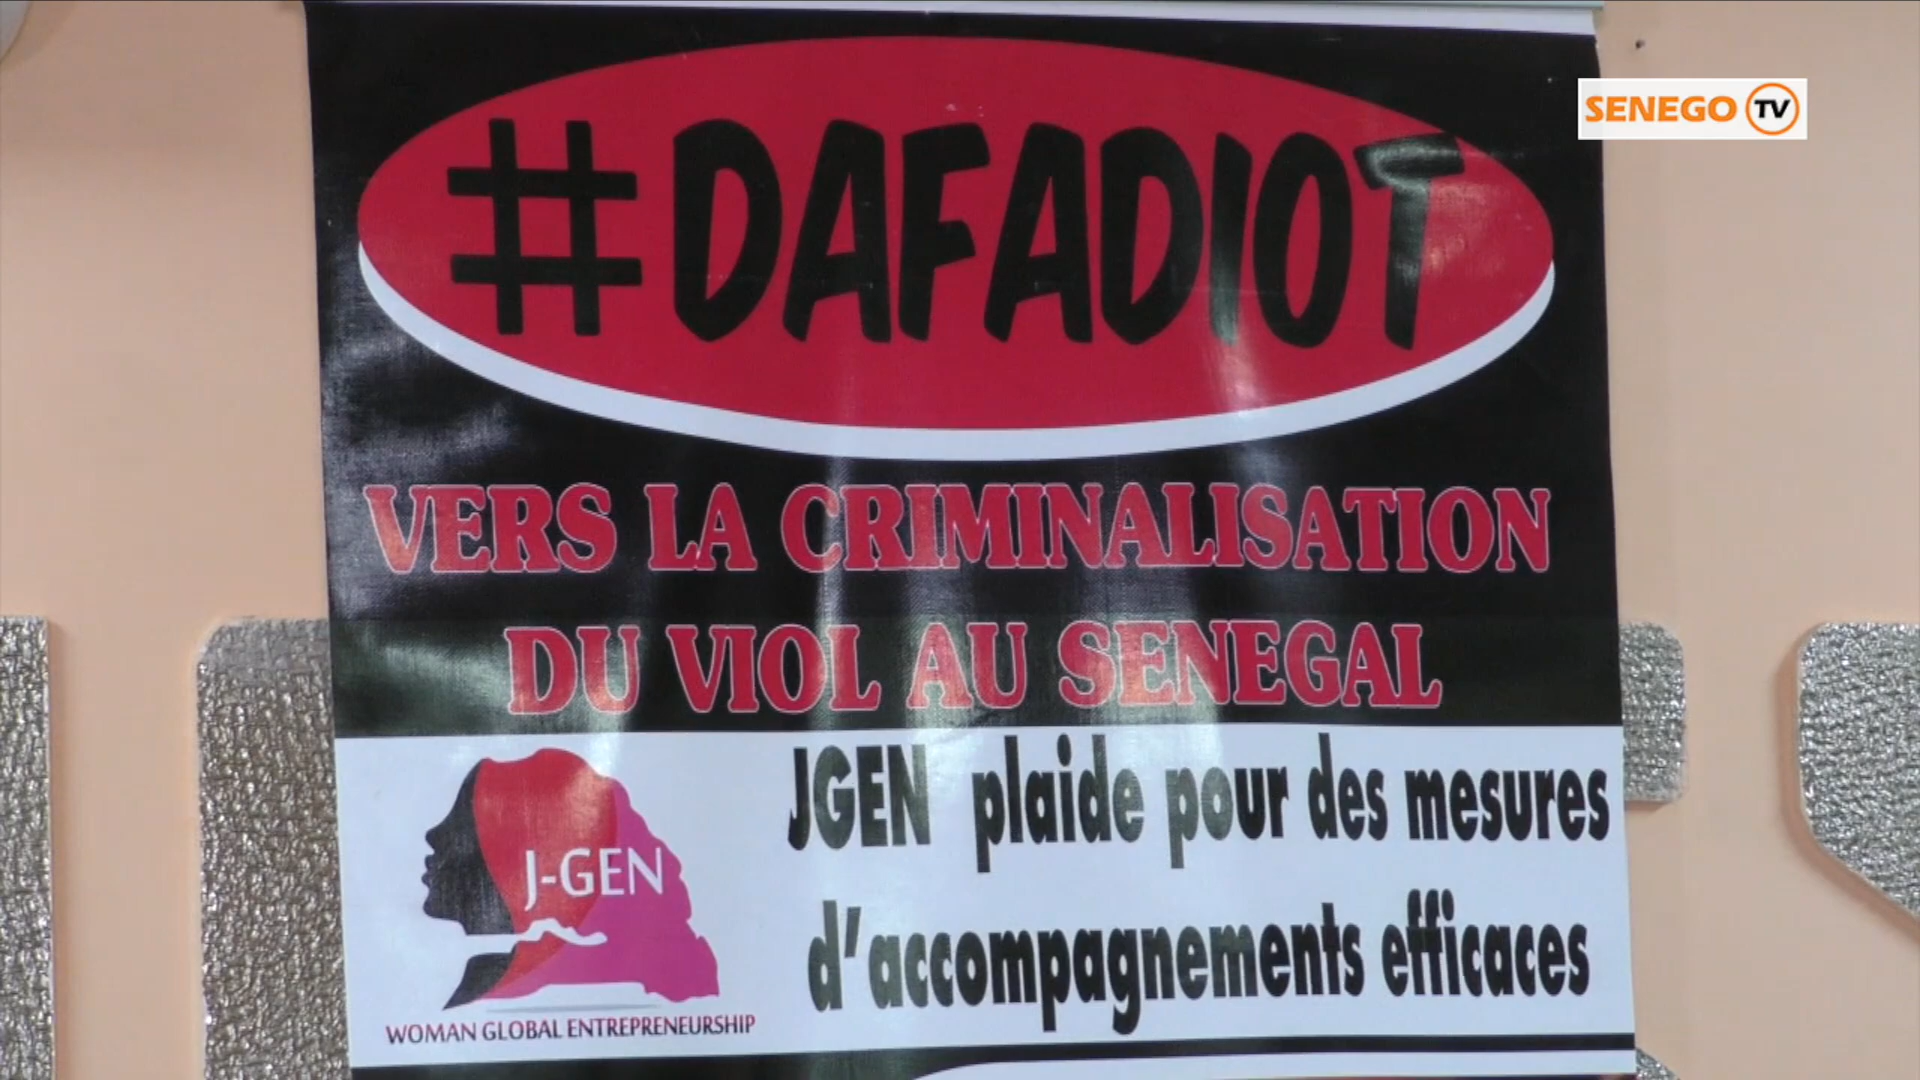 SENEGO TV
#DAFADIOT
VERS LA CRIMINALISATION
DU VIOL AU SENEGAL
JGEN plaide pour des mesures
d'accompagnements efficaces
J-GEN
WOMAN GLOBAL ENTREPRENEURSHIP